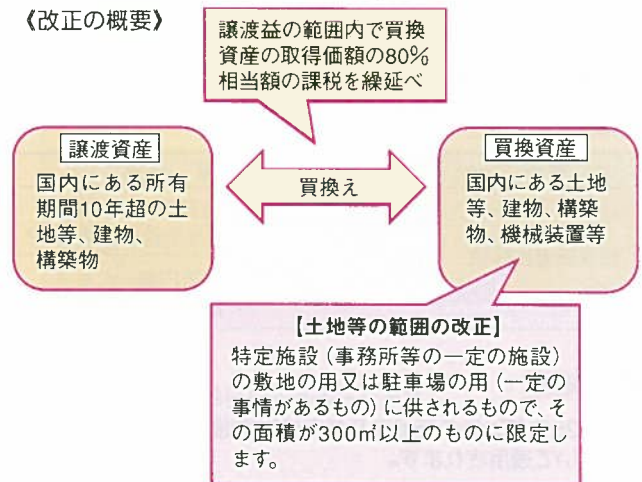 《改正の概要》
譲渡益の範囲内で買換
資産の取得価額の80%
相当額の課税を繰延べ
譲渡資産
国内にある所有
期間10年超の土
地等、建物、
構築物
買換え
買換資産
国内にある土地
等、建物、構築
物、機械装置等
【土地等の範囲の改正】
特定施設(事務所等の一定の施設)
の敷地の用又は駐車場の用(一定の
事情があるもの)に供されるもので、そ
の面積が300㎡以上のものに限定し
ます。